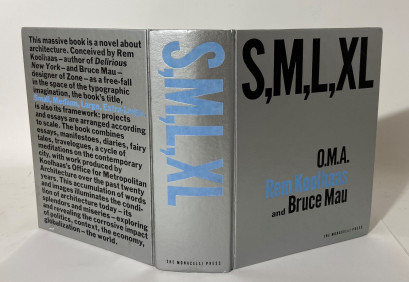 This massive book is a novel about
architecture. Conceived by Rem
Koolhaas – author of Delirious
New York – and Bruce Mau –
designer of Zone – as a free-fall
in the space of the typographic
imagination, the book's title,
Small, Medium, Large, Extra-Large,
is also its framework: projects
and essays are arranged according
to scale. The book combines
essays, manifestoes, diaries, fairy
tales, travelogues, a cycle of
meditations on the contemporary
city, with work produced by
Koolhaas's Office for Metropolitan
Architecture over the past twenty
years. This accumulation of words
and images illuminates the condi-
tion of architecture today – its
splendors and miseries – exploring
and revealing the corrosive impact
of politics, context, the economy,
globalization – the world.
S,M,L,XL
THE MONACELLI PRESS
S,M,L,XL
O.M.A.
Rem Koolhaas
and Bruce Mau
THE MONACELLI PRESS